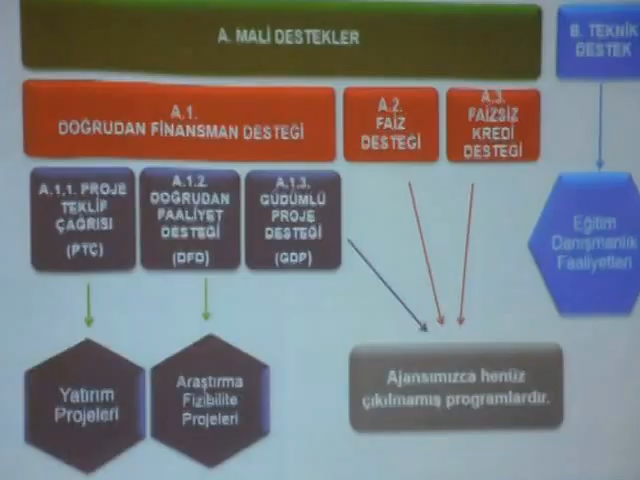 A. MALİ DESTEKLER
B. TEKNİK
DESTEK
A.1.
DOĞRUDAN FİNANSMAN DESTEĞİ
A.2.
FAİZ
DESTEĞİ
A.3.
FAİZSİZ
KREDİ
DESTEĞİ
A.1.1. PROJE
TEKLİF
ÇAĞRISI
(PTÇ)
A.1.2.
DOĞRUDAN
FAALİYET
DESTEĞİ
(DFD)
A.1.3.
GÜDÜMLÜ
PROJE
DESTEĞİ
(GDP)
Eğitim
Danışmanlık
Faaliyetleri
Yatırım
Projeleri
Araştırma
Fizibilite
Projeleri
Ajansımızca henüz
çıkılmamış programlardır.